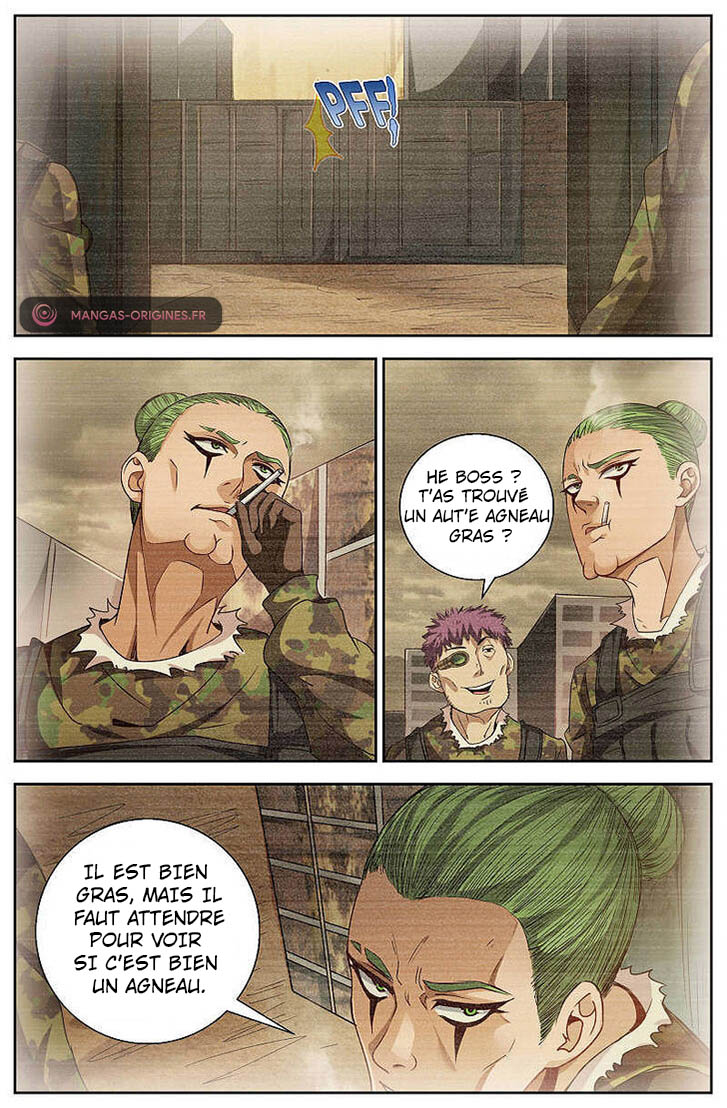 PFF!
MANGAS-ORIGINES.FR
HE BOSS ?
T'AS TROUVÉ
UN AUT'E AGNEAU
GRAS ?
IL EST BIEN
GRAS, MAIS IL
FAUT ATTENDRE
POUR VOIR
SI C'EST BIEN
UN AGNEAU.